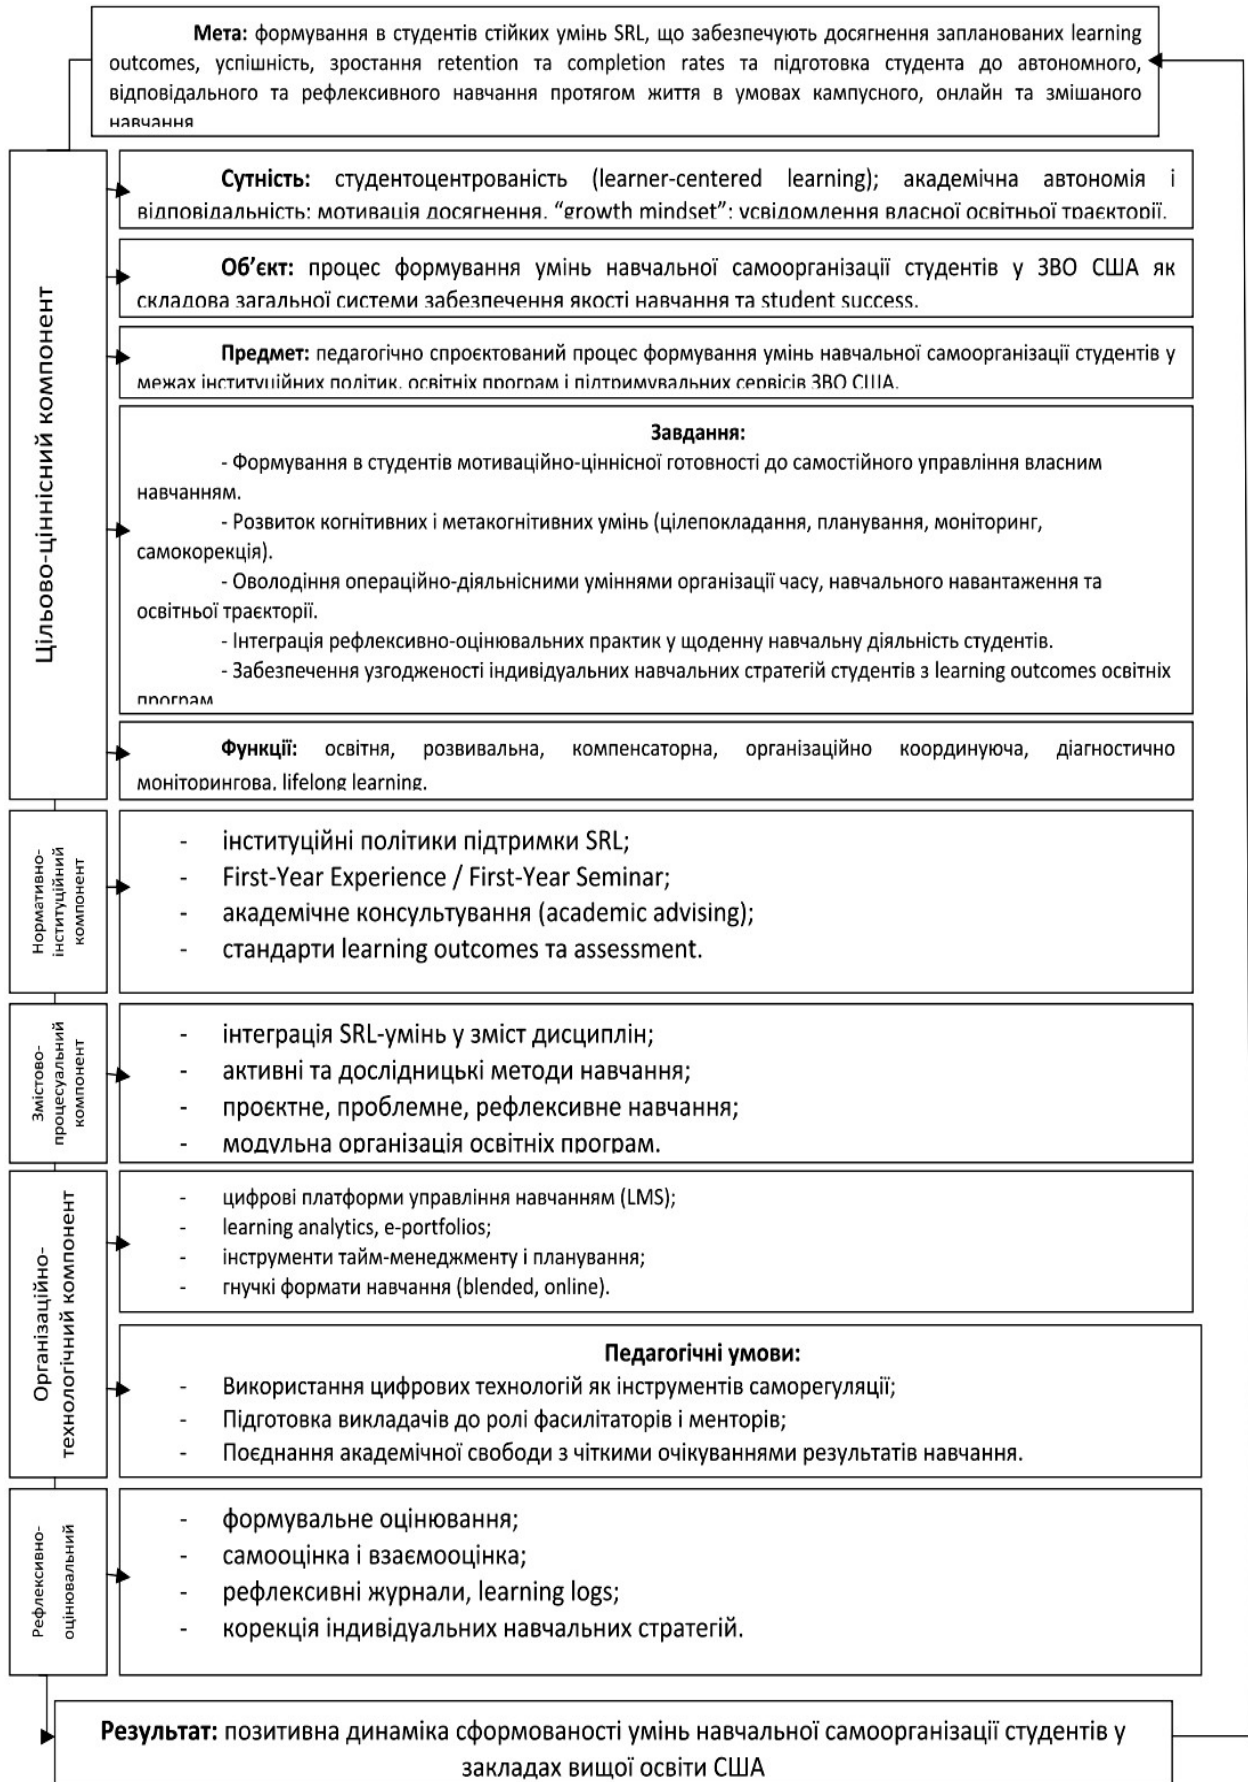 Мета: формування в студентів стійких умінь SRL, що забезпечують досягнення запланованих learning
outcomes, успішність, зростання retention та completion rates та підготовка студента до автономного,
відповідального та рефлексивного навчання протягом життя в умовах кампусного, онлайн та змішаного
навчання
Цільово-ціннісний компонент
Сутність: студентоцентрованість (learner-centered learning); академічна автономія і
відповідальність; мотивація досягнення, “growth mindset”; усвідомлення власної освітньої траєкторії.
Об’єкт: процес формування умінь навчальної самоорганізації студентів у ЗВО США як
складова загальної системи забезпечення якості навчання та student success.
Предмет: педагогічно спроєктований процес формування умінь навчальної самоорганізації студентів у
межах інституційних політик, освітніх програм і підтримувальних сервісів ЗВО США.
Завдання:
- Формування в студентів мотиваційно-ціннісної готовності до самостійного управління власним
навчанням.
- Розвиток когнітивних і метакогнітивних умінь (цілепокладання, планування, моніторинг,
самокорекція).
- Оволодіння операційно-діяльнісними уміннями організації часу, навчального навантаження та
освітньої траєкторії.
- Інтеграція рефлексивно-оцінювальних практик у щоденну навчальну діяльність студентів.
- Забезпечення узгодженості індивідуальних навчальних стратегій студентів з learning outcomes освітніх
програм
Функції: освітня, розвивальна, компенсаторна, організаційно координуюча, діагностично
моніторингова, lifelong learning.
Нормативно-
інституційний
компонент
- інституційні політики підтримки SRL;
- First-Year Experience / First-Year Seminar;
- академічне консультування (academic advising);
- стандарти learning outcomes та assessment.
Змістово-
процесуальний
компонент
- інтеграція SRL-умінь у зміст дисциплін;
- активні та дослідницькі методи навчання;
- проєктне, проблемне, рефлексивне навчання;
- модульна організація освітніх програм.
Організаційно-
технологічний компонент
- цифрові платформи управління навчанням (LMS);
- learning analytics, e-portfolios;
- інструменти тайм-менеджменту і планування;
- гнучкі формати навчання (blended, online).
Педагогічні умови:
- Використання цифрових технологій як інструментів саморегуляції;
- Підготовка викладачів до ролі фасилітаторів і менторів;
- Поєднання академічної свободи з чіткими очікуваннями результатів навчання.
Рефлексивно-
оцінювальний
- формувальне оцінювання;
- самооцінка і взаємооцінка;
- рефлексивні журнали, learning logs;
- корекція індивідуальних навчальних стратегій.
Результат: позитивна динаміка сформованості умінь навчальної самоорганізації студентів у
закладах вищої освіти США